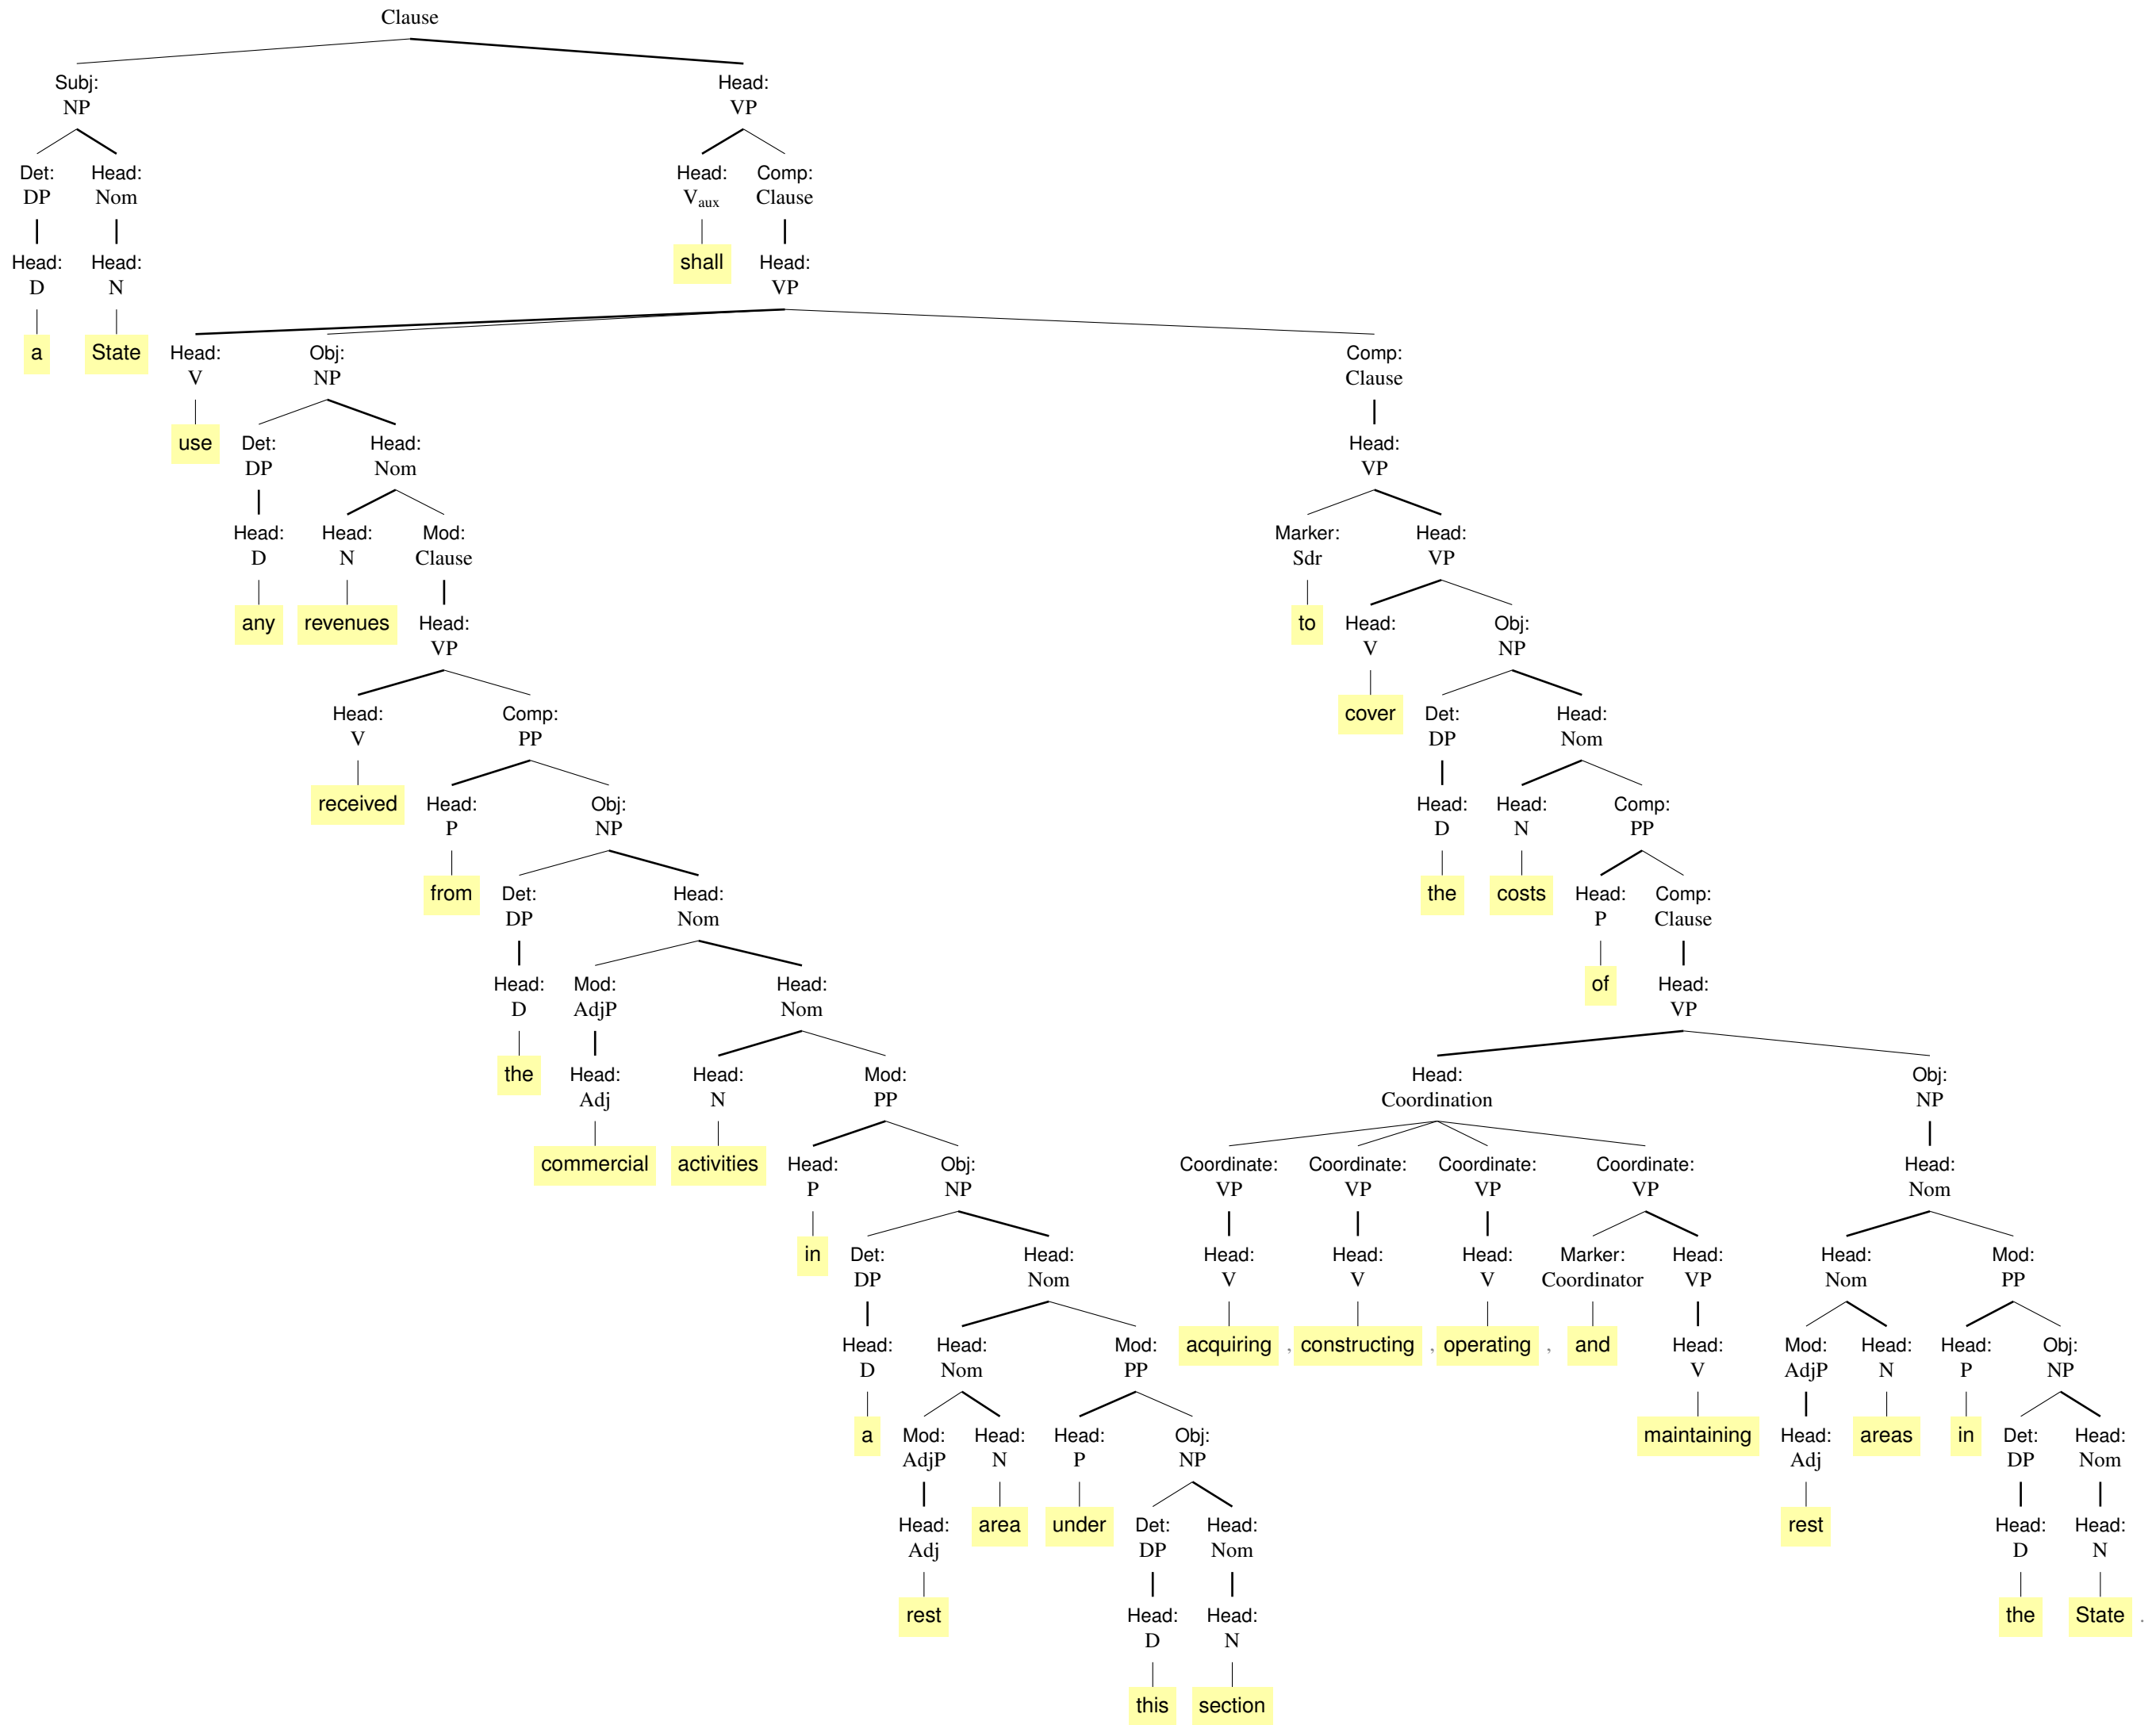 Clause
Subj: Head:
NP VP
Det: Head: Head: Comp:
DP Nom Vaux Clause
Head: Head: shall Head:
D N VP
a State Head: Obj: Comp:
V NP Clause
use Det: Head: Head:
DP Nom VP
Head: Head: Mod: Marker: Head:
D N Clause Sdr VP
any revenues Head: to Head: Obj:
VP V NP
Head: Comp: cover Det: Head:
V PP DP Nom
received Head: Obj: Head: Head: Comp:
P NP D N PP
from Det: Head: the costs Head: Comp:
DP Nom P Clause
Head: Mod: Head: of Head:
D AdjP Nom VP
the Head: Head: Mod: Head: Obj:
Adj N PP Coordination NP
commercial activities Head: Obj: Coordinate: Coordinate: Coordinate: Coordinate: Head:
P NP VP VP VP VP Nom
in Det: Head: Head: Head: Head: Marker: Head: Head: Mod:
DP Nom V V V Coordinator VP Nom PP
Head: Head: Mod: acquiring , constructing , operating , and Head: Mod: Head: Head: Obj:
D Nom PP V AdjP N P NP
a Mod: Head: Head: Obj: maintaining Head: areas in Det: Head:
AdjP N P NP Adj DP Nom
Head: area under Det: Head: rest Head: Head:
Adj DP Nom D N
rest Head: Head: the State .
D N
this section